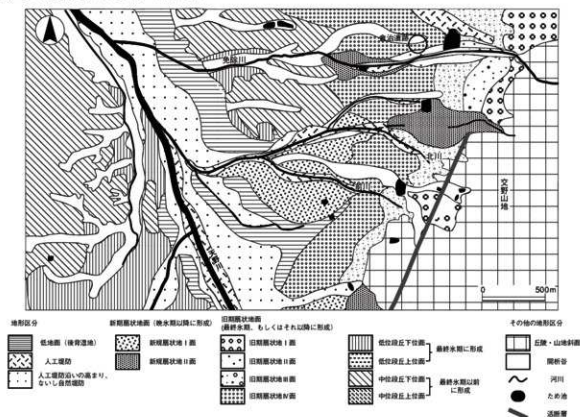 免除川
交野山地
前川
0 500m
地形区分
低地面（後背湿地）
人工堤防
人工堤防沿いの高まり、
ないし自然堤防
新期扇状地面（晩氷期以降に形成）
新規扇状地Ⅰ面
新規扇状地Ⅱ面
旧期扇状地面
（最終氷期、もしくはそれ以降に形成）
旧期扇状地Ⅰ面
旧期扇状地Ⅱ面
旧期扇状地Ⅲ面
旧期扇状地Ⅳ面
低位段丘下位面
低位段丘上位面
最終氷期に形成
中位段丘下位面
中位段丘上位面
最終氷期以前
に形成
その他の地形区分
丘陵・山地斜面
開析谷
河川
ため池
活断層